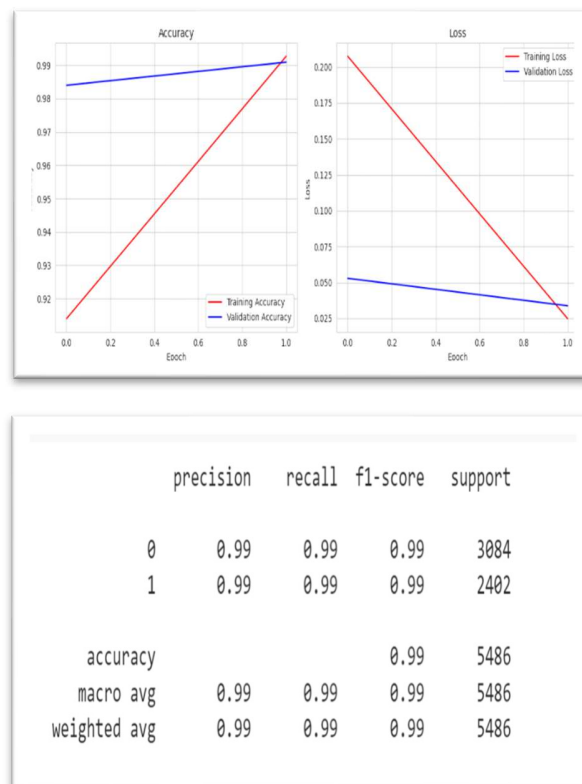 Accuracy
0.99
0.98
0.97
0.96
0.95
0.94
0.93
0.92
0.0 0.2 0.4 0.6 0.8 1.0
Epoch
Training Accuracy
Validation Accuracy
Loss
Loss
0.200
0.175
0.150
0.125
0.100
0.075
0.050
0.025
0.0 0.2 0.4 0.6 0.8 1.0
Epoch
Training Loss
Validation Loss
precision recall f1-score support
0 0.99 0.99 0.99 3084
1 0.99 0.99 0.99 2402
accuracy 0.99 5486
macro avg 0.99 0.99 0.99 5486
weighted avg 0.99 0.99 0.99 5486